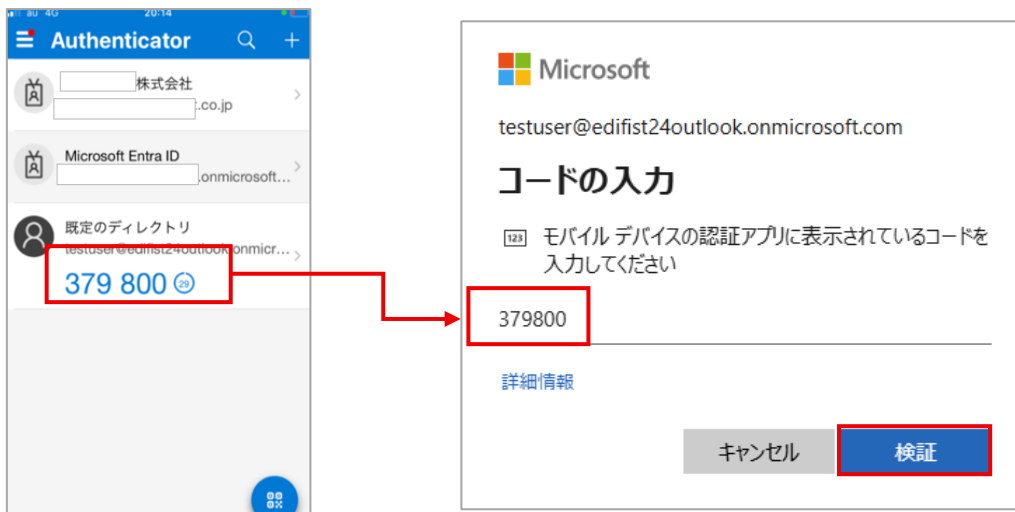 au 4G 20:14
Authenticator
株式会社
.co.jp
Microsoft Entra ID
.onmicrosoft...
既定のディレクトリ
testuser@edifist24outlook.onmicr...
379 800 29
Microsoft
testuser@edifist24outlook.onmicrosoft.com
コードの入力
123 モバイル デバイスの認証アプリに表示されているコードを
入力してください
379800
詳細情報
キャンセル 検証